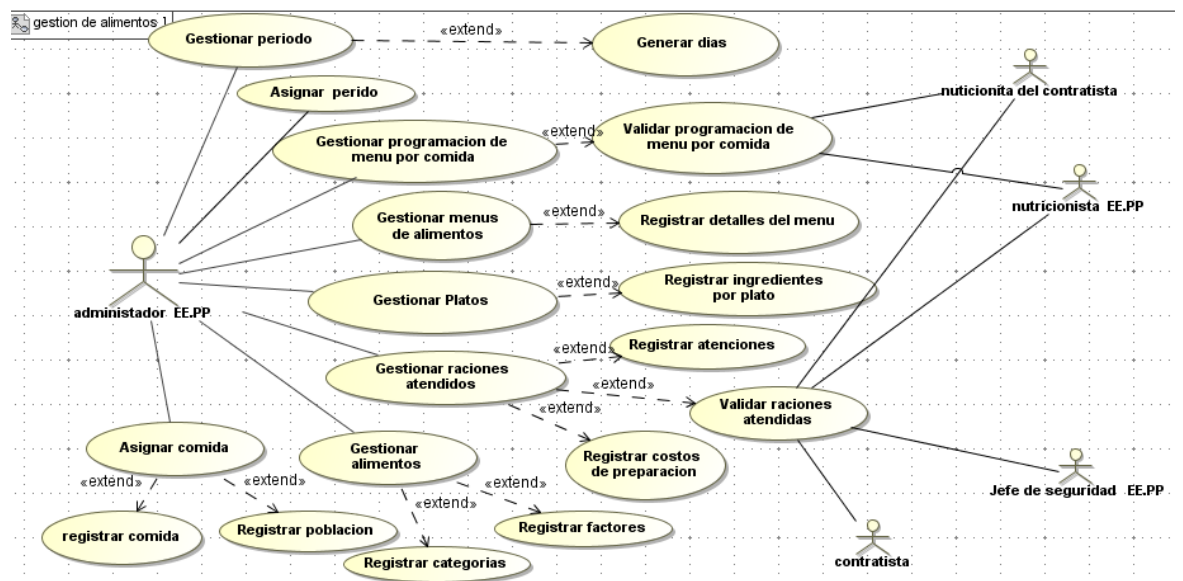 gestion de alimentos 1
Gestionar periodo
«extend»
Generar dias
Asignar perido
nuticionita del contratista
Gestionar programacion de
menu por comida
«extend»
Validar programacion de
menu por comida
nutricionista EE.PP
Gestionar menus
de alimentos
«extend»
Registrar detalles del menu
administador EE.PP
Gestionar Platos
«extend»
Registrar ingredientes
por plato
Gestionar raciones
atendidos
«extend»
Registrar atenciones
«extend»
Validar raciones
atendidas
«extend»
Registrar costos
de preparacion
Jefe de seguridad EE.PP
contratista
Asignar comida
«extend»
«extend»
registrar comida
Registrar poblacion
Gestionar
alimentos
«extend»
«extend»
Registrar factores
Registrar categorias